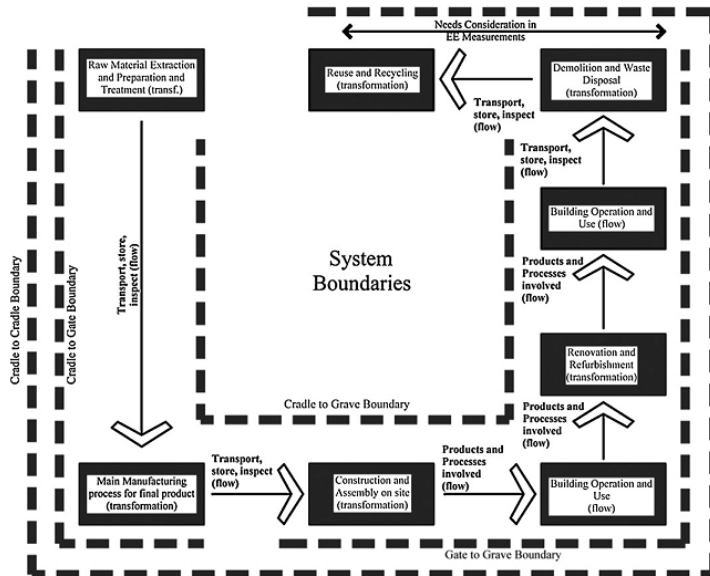 Needs Consideration in
EE Measurements
Raw Material Extraction
and Preparation and
Treatment (transf.)
Reuse and Recycling
(transformation)
Demolition and Waste
Disposal
(transformation)
Transport,
store, inspect
(flow)
Transport,
store, inspect
(flow)
Building Operation and
Use (flow)
Cradle to Cradle Boundary
Cradle to Gate Boundary
Transport, store,
inspect
(flow)
System
Boundaries
Products and
Processes
involved
(flow)
Renovation and
Refurbishment
(transformation)
Cradle to Grave Boundary
Products and
Processes
involved
(flow)
Main Manufacturing
process for final product
(transformation)
Transport,
store, inspect
(flow)
Construction and
Assembly on site
(transformation)
Products and
Processes
involved
(flow)
Building Operation and
Use
(flow)
Gate to Grave Boundary